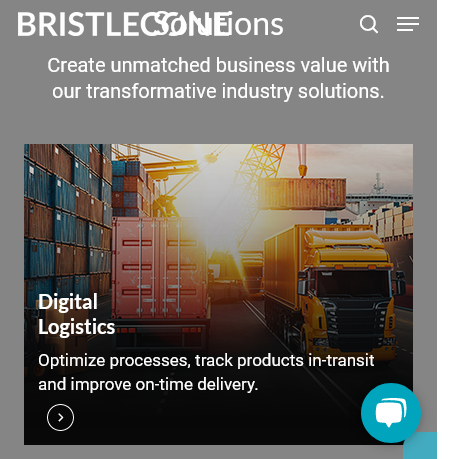 BRISTLECONE
Solutions
Create unmatched business value with
our transformative industry solutions.
Digital
Logistics
Optimize processes, track products in-transit
and improve on-time delivery.